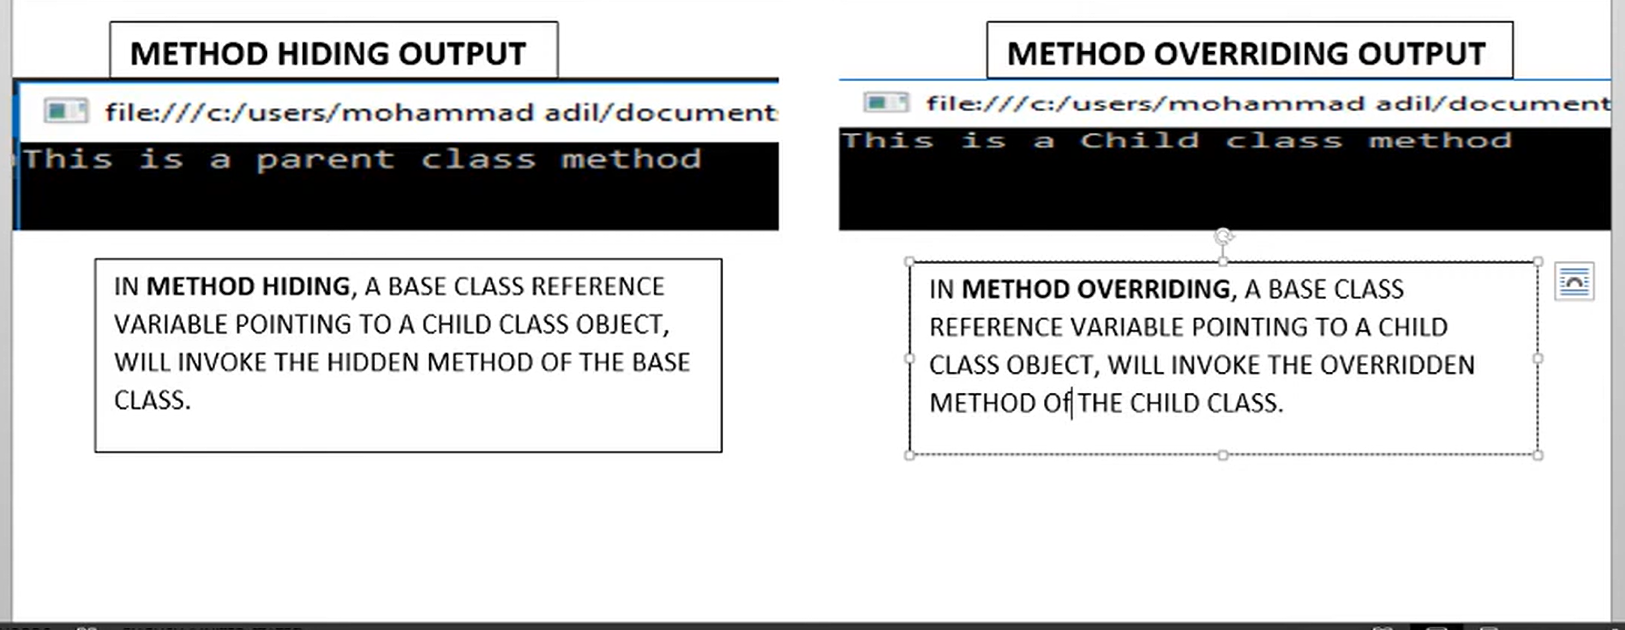 METHOD HIDING OUTPUT
file:///c:/users/mohammad adil/document
This is a parent class method
IN METHOD HIDING, A BASE CLASS REFERENCE
VARIABLE POINTING TO A CHILD CLASS OBJECT,
WILL INVOKE THE HIDDEN METHOD OF THE BASE
CLASS.
METHOD OVERRIDING OUTPUT
file:///c:/users/mohammad adil/document
This is a Child class method
IN METHOD OVERRIDING, A BASE CLASS
REFERENCE VARIABLE POINTING TO A CHILD
CLASS OBJECT, WILL INVOKE THE OVERRIDDEN
METHOD Of THE CHILD CLASS.